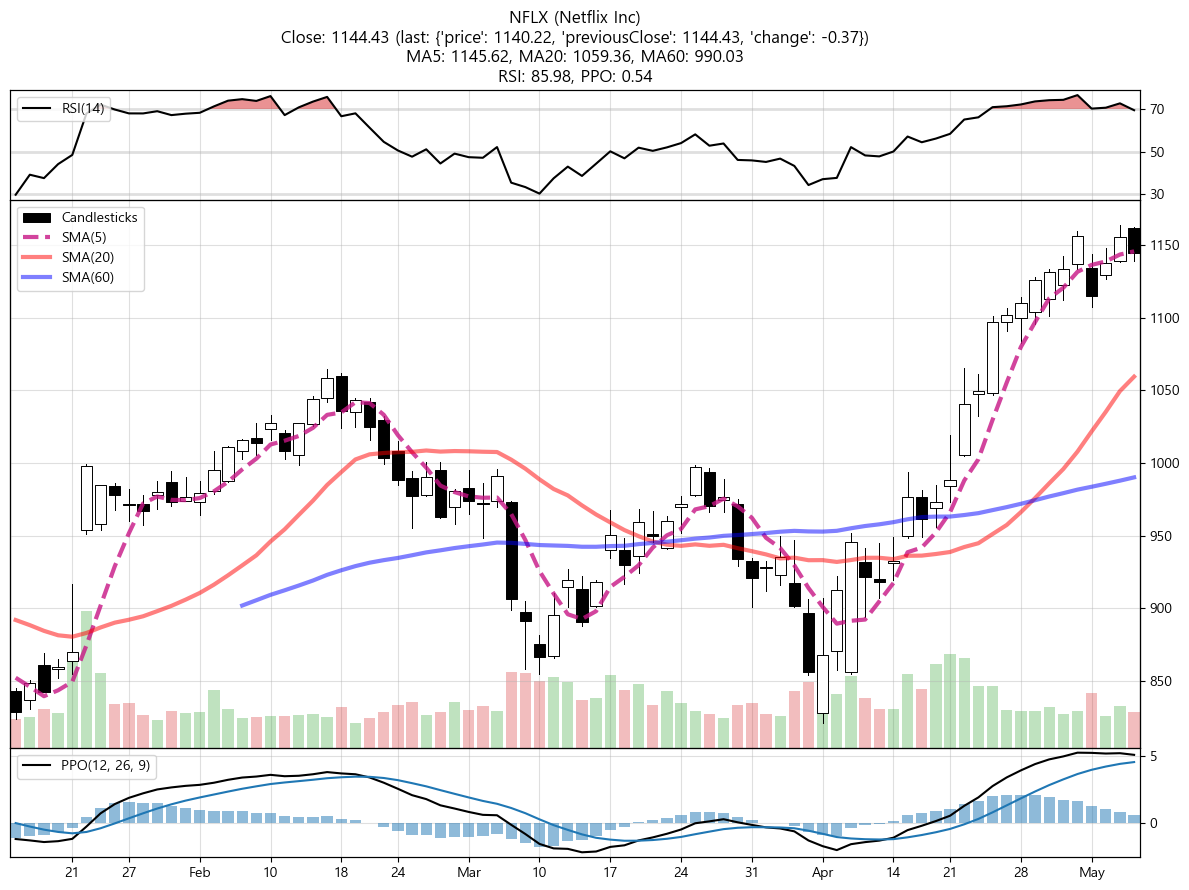 NFLX (Netflix Inc)
Close: 1144.43 (last: {'price': 1140.22, 'previousClose': 1144.43, 'change': -0.37})
MA5: 1145.62, MA20: 1059.36, MA60: 990.03
RSI: 85.98, PPO: 0.54
RSI(14)
70
50
30
Candlesticks
SMA(5)
SMA(20)
SMA(60)
1150
1100
1050
1000
950
900
850
PPO(12, 26, 9)
5
0
21 27 Feb 10 18 24 Mar 10 17 24 31 Apr 14 21 28 May